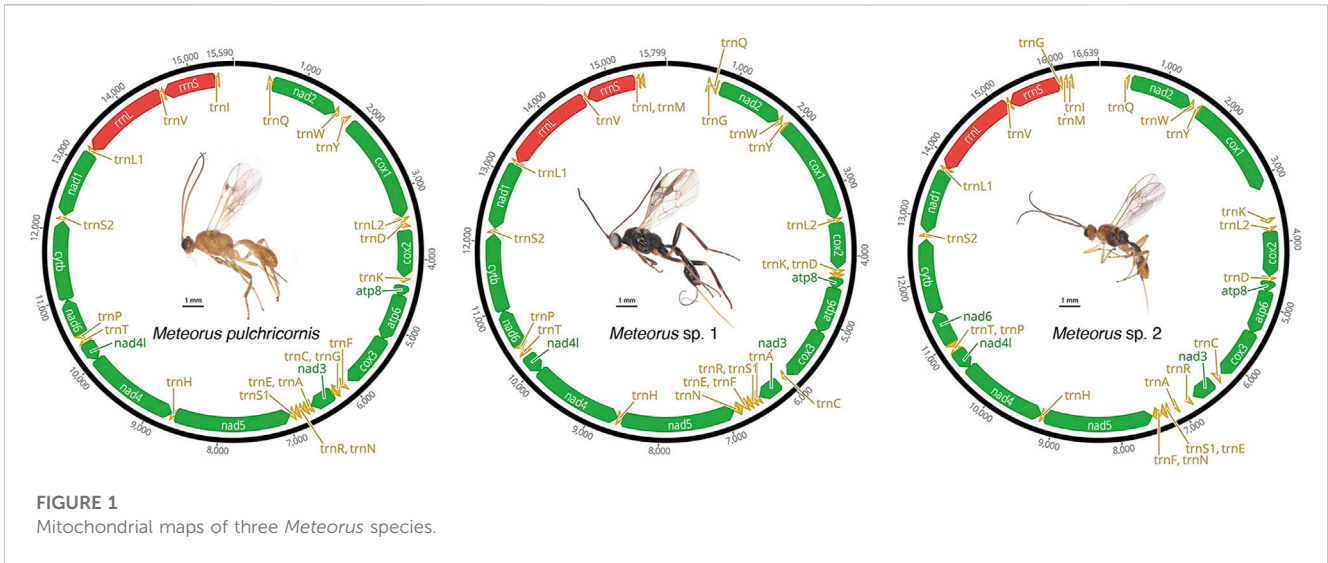 15,590
1,000
2,000
3,000
4,000
5,000
6,000
7,000
8,000
9,000
10,000
11,000
12,000
13,000
14,000
15,000
trnI
trnQ
nad2
trnW
trnY
cox1
trnL2
trnD
cox2
trnK
atp8
atp6
cox3
trnF
trnC, trnG
nad3
trnE, trnA
trnS1
trnR, trnN
nad5
trnH
nad4
nad4l
trnT
trnP
nad6
cytb
trnS2
nad1
trnL1
rrnL
trnV
rrnS
1 mm
Meteorus pulchricornis
15,799
1,000
2,000
3,000
4,000
5,000
6,000
7,000
8,000
9,000
10,000
11,000
12,000
13,000
14,000
15,000
trnI, trnM
trnQ
trnG
nad2
trnW
trnY
cox1
trnL2
cox2
trnK, trnD
atp8
atp6
cox3
trnC
nad3
trnA
trnR, trnS1
trnE, trnF
trnN
nad5
trnH
nad4
nad4l
trnT
trnP
nad6
cytb
trnS2
nad1
trnL1
rrnL
trnV
rrnS
1 mm
Meteorus sp. 1
16,639
1,000
2,000
3,000
4,000
5,000
6,000
7,000
8,000
9,000
10,000
11,000
12,000
13,000
14,000
15,000
16,000
trnG
trnI
trnM
trnQ
nad2
trnW
trnY
cox1
trnK
trnL2
cox2
trnD
atp8
atp6
cox3
trnC
nad3
trnR
trnA
trnS1, trnE
trnF, trnN
nad5
trnH
nad4
nad4l
trnT, trnP
nad6
cytb
trnS2
nad1
trnL1
rrnL
trnV
rrnS
1 mm
Meteorus sp. 2
FIGURE 1
Mitochondrial maps of three Meteorus species.